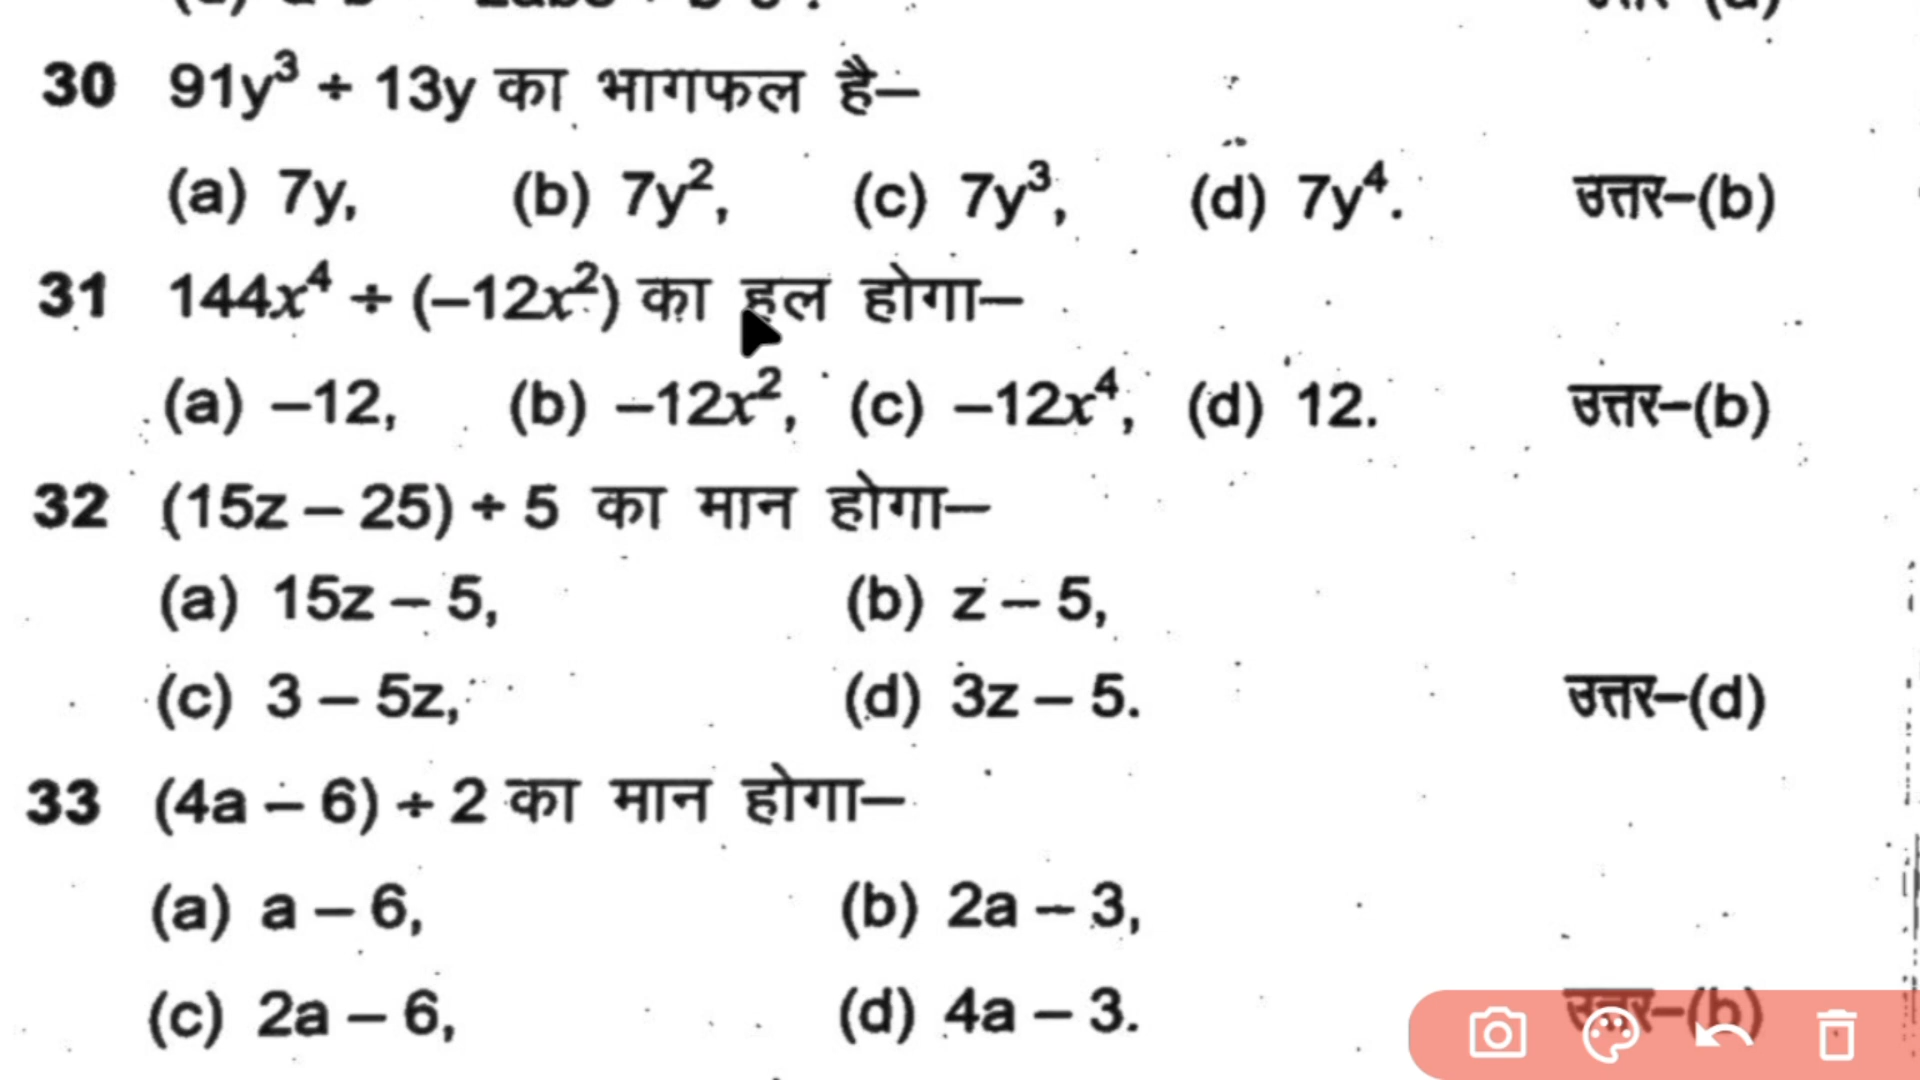 30 91y³ ÷ 13y का भागफल है–
(a) 7y, (b) 7y², (c) 7y³, (d) 7y⁴. उत्तर–(b)
31 144x⁴ ÷ (–12x²) का हल होगा–
(a) –12, (b) –12x², (c) –12x⁴, (d) 12. उत्तर–(b)
32 (15z – 25) ÷ 5 का मान होगा–
(a) 15z – 5, (b) z – 5,
(c) 3 – 5z, (d) 3z – 5. उत्तर–(d)
33 (4a – 6) ÷ 2 का मान होगा–
(a) a – 6, (b) 2a – 3,
(c) 2a – 6, (d) 4a – 3. उत्तर–(b)